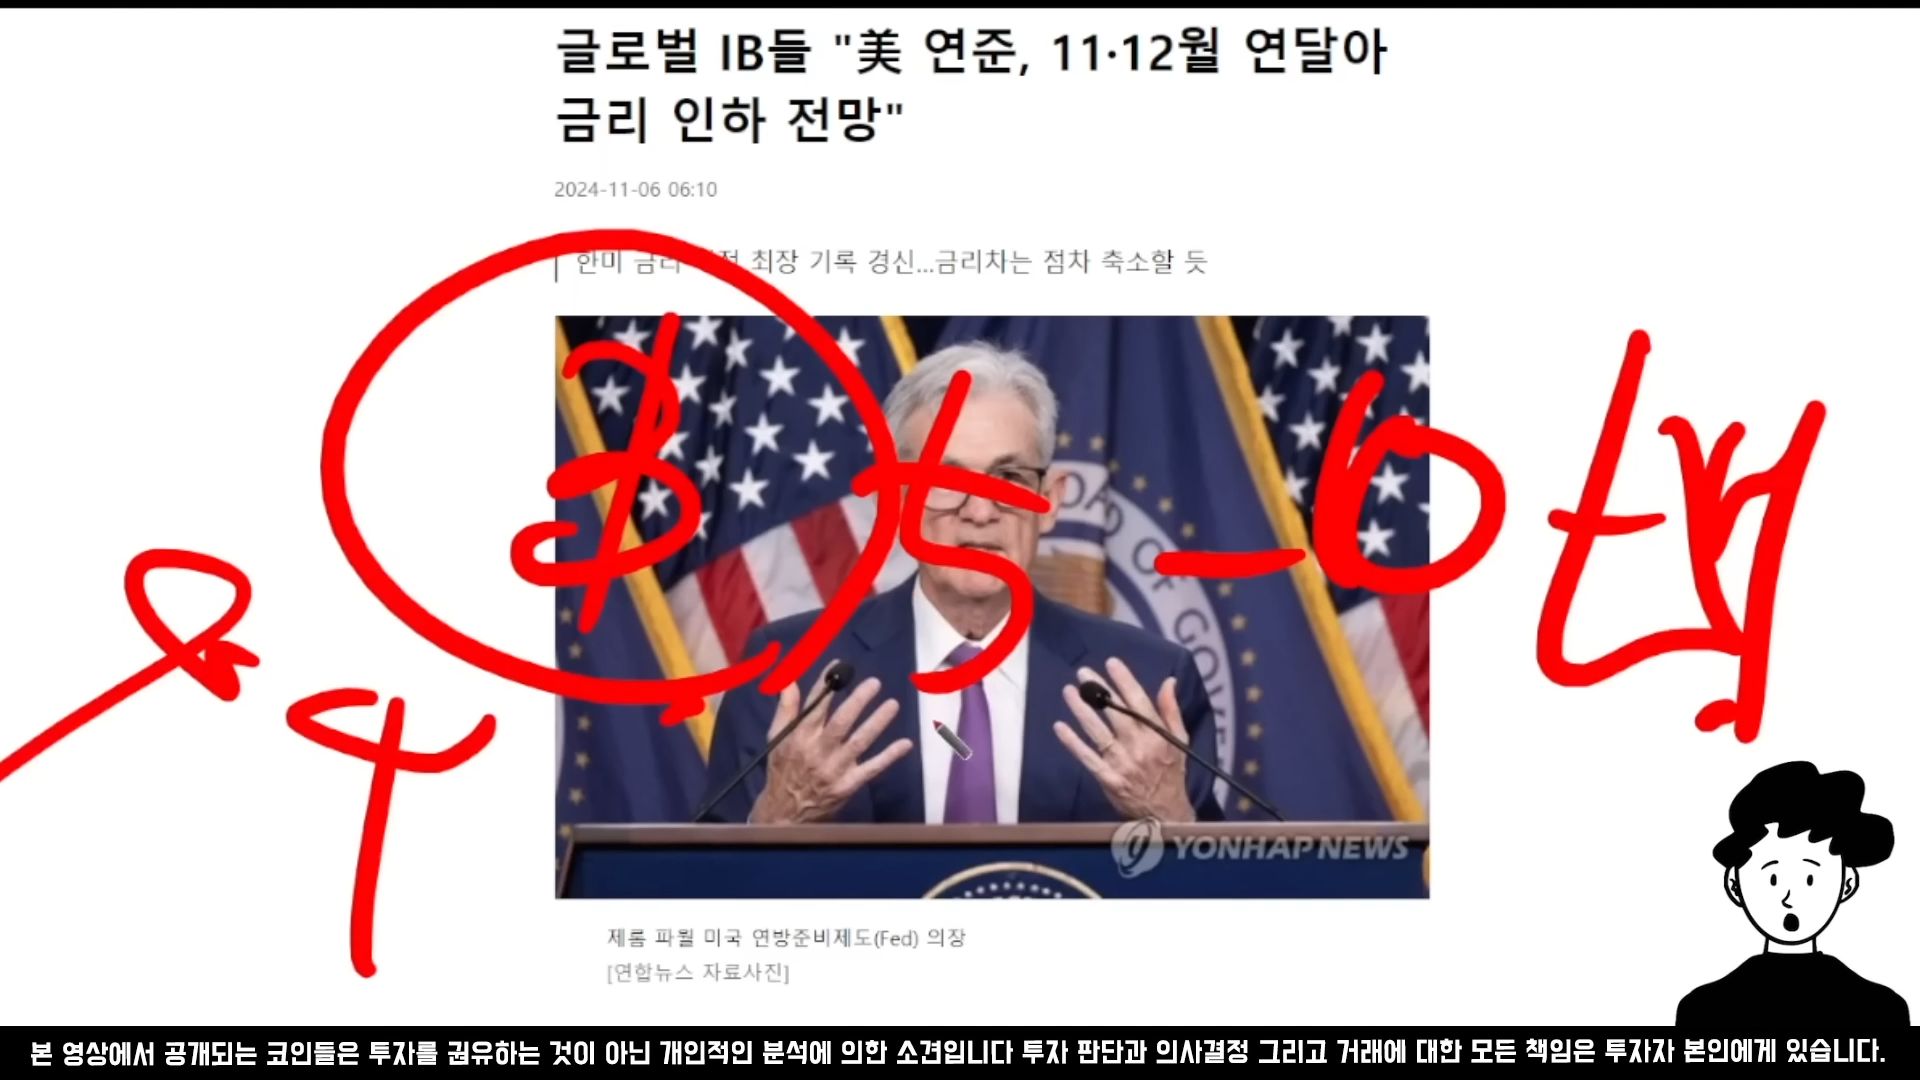 글로벌 IB들 "美 연준, 11·12월 연달아
금리 인하 전망"
2024-11-06 06:10
한미 금리 최장 기록 경신...금리차는 점차 축소할 듯
5-6
YONHAP NEWS
제롬 파월 미국 연방준비제도(Fed) 의장
[연합뉴스 자료사진]
본 영상에서 공개되는 코인들은 투자를 권유하는 것이 아닌 개인적인 분석에 의한 소견입니다 투자 판단과 의사결정 그리고 거래에 대한 모든 책임은 투자자 본인에게 있습니다.